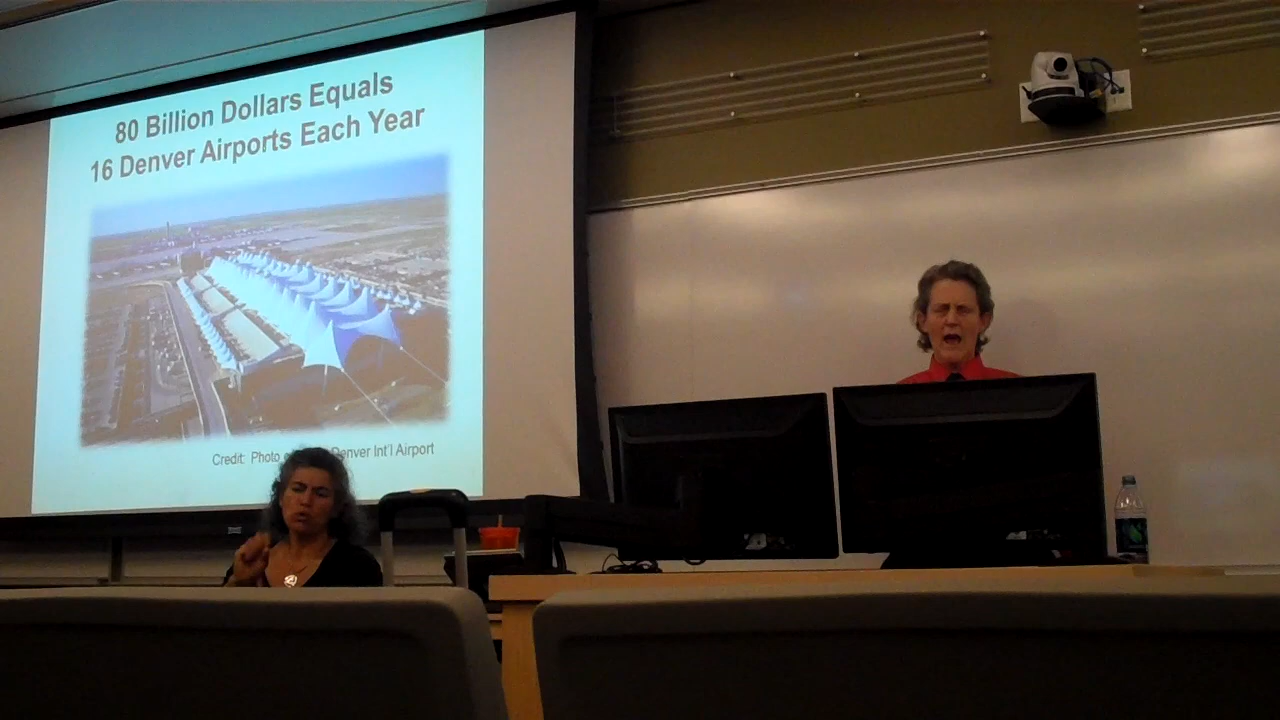 80 Billion Dollars Equals
16 Denver Airports Each Year
Credit: Photo Denver Int'l Airport